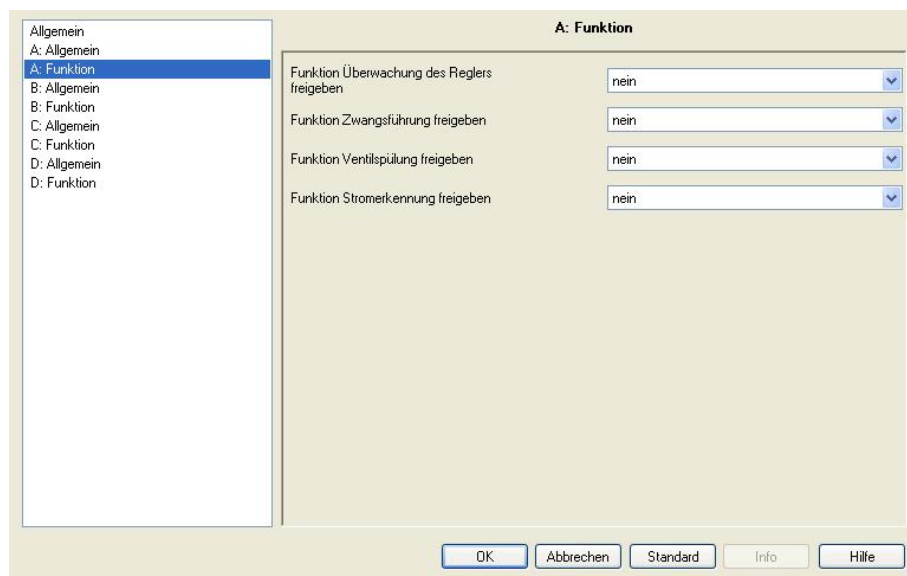 Allgemein
A: Allgemein
A: Funktion
B: Allgemein
B: Funktion
C: Allgemein
C: Funktion
D: Allgemein
D: Funktion
A: Funktion
Funktion Überwachung des Reglers
freigeben
nein
Funktion Zwangsführung freigeben
nein
Funktion Ventilspülung freigeben
nein
Funktion Stromerkennung freigeben
nein
OK
Abbrechen
Standard
Info
Hilfe